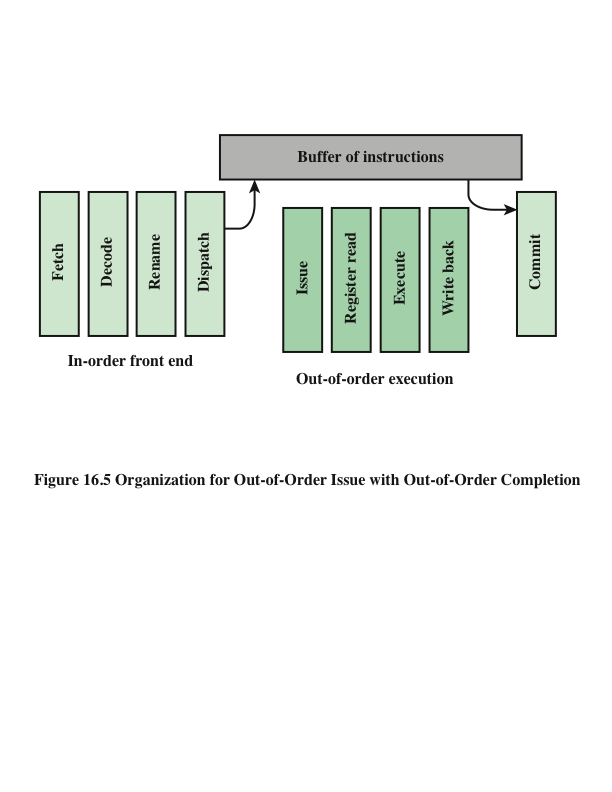 Buffer of instructions
Fetch
Decode
Rename
Dispatch
Issue
Register read
Execute
Write back
Commit
In-order front end
Out-of-order execution
Figure 16.5 Organization for Out-of-Order Issue with Out-of-Order Completion